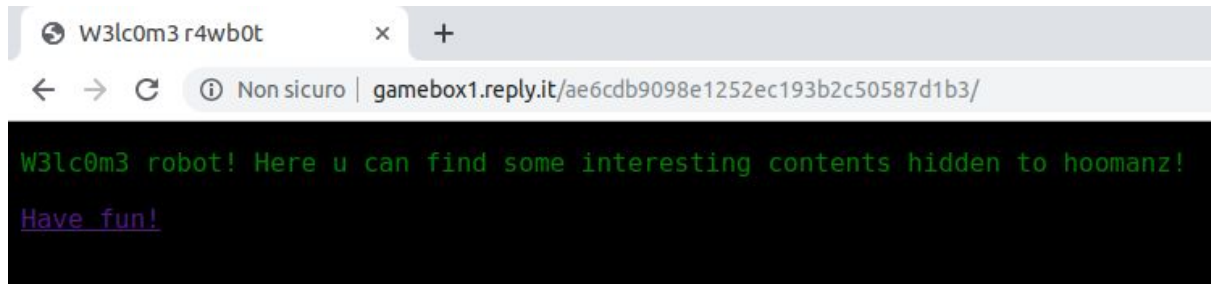 W3lc0m3 r4wb0t × +
Non sicuro | gamebox1.reply.it/ae6cdb9098e1252ec193b2c50587d1b3/
W3lc0m3 robot! Here u can find some interesting contents hidden to hoomanz!
Have fun!